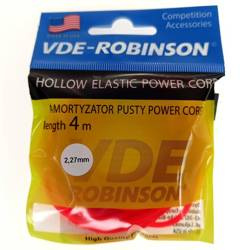 Competition
Accessories
VDE-ROBINSON®
HOLLOW ELASTIC POWER CORD
AMORTYZATOR PUSTY POWER CORD
length 4 m
2,27mm
VDE
ROBINSON®
High Quality